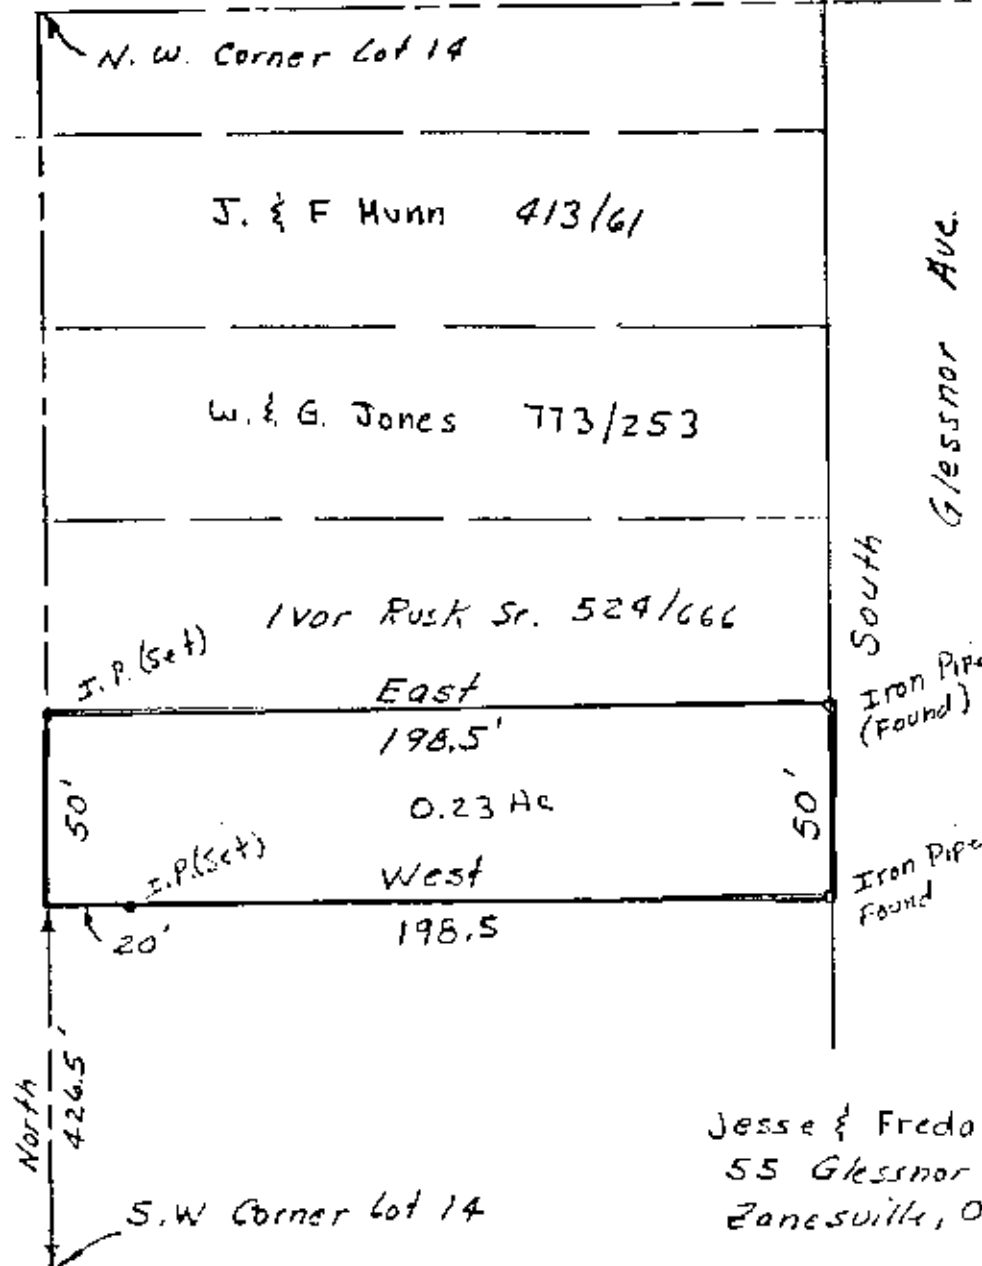 N. W. Corner Lot 14
J. & F Munn 413/61
W. & G. Jones 773/253
Glessnor Ave.
South
Ivor Rusk Sr. 524/666
I. P. (Set)
East
198.5'
Iron Pipe
(Found)
50'
0.23 Ac
50'
I.P.(Set)
West
198.5
Iron Pipe
Found
20'
North
426.5'
S.W Corner Lot 14
Jesse & Freda
55 Glessnor
Zanesville, O